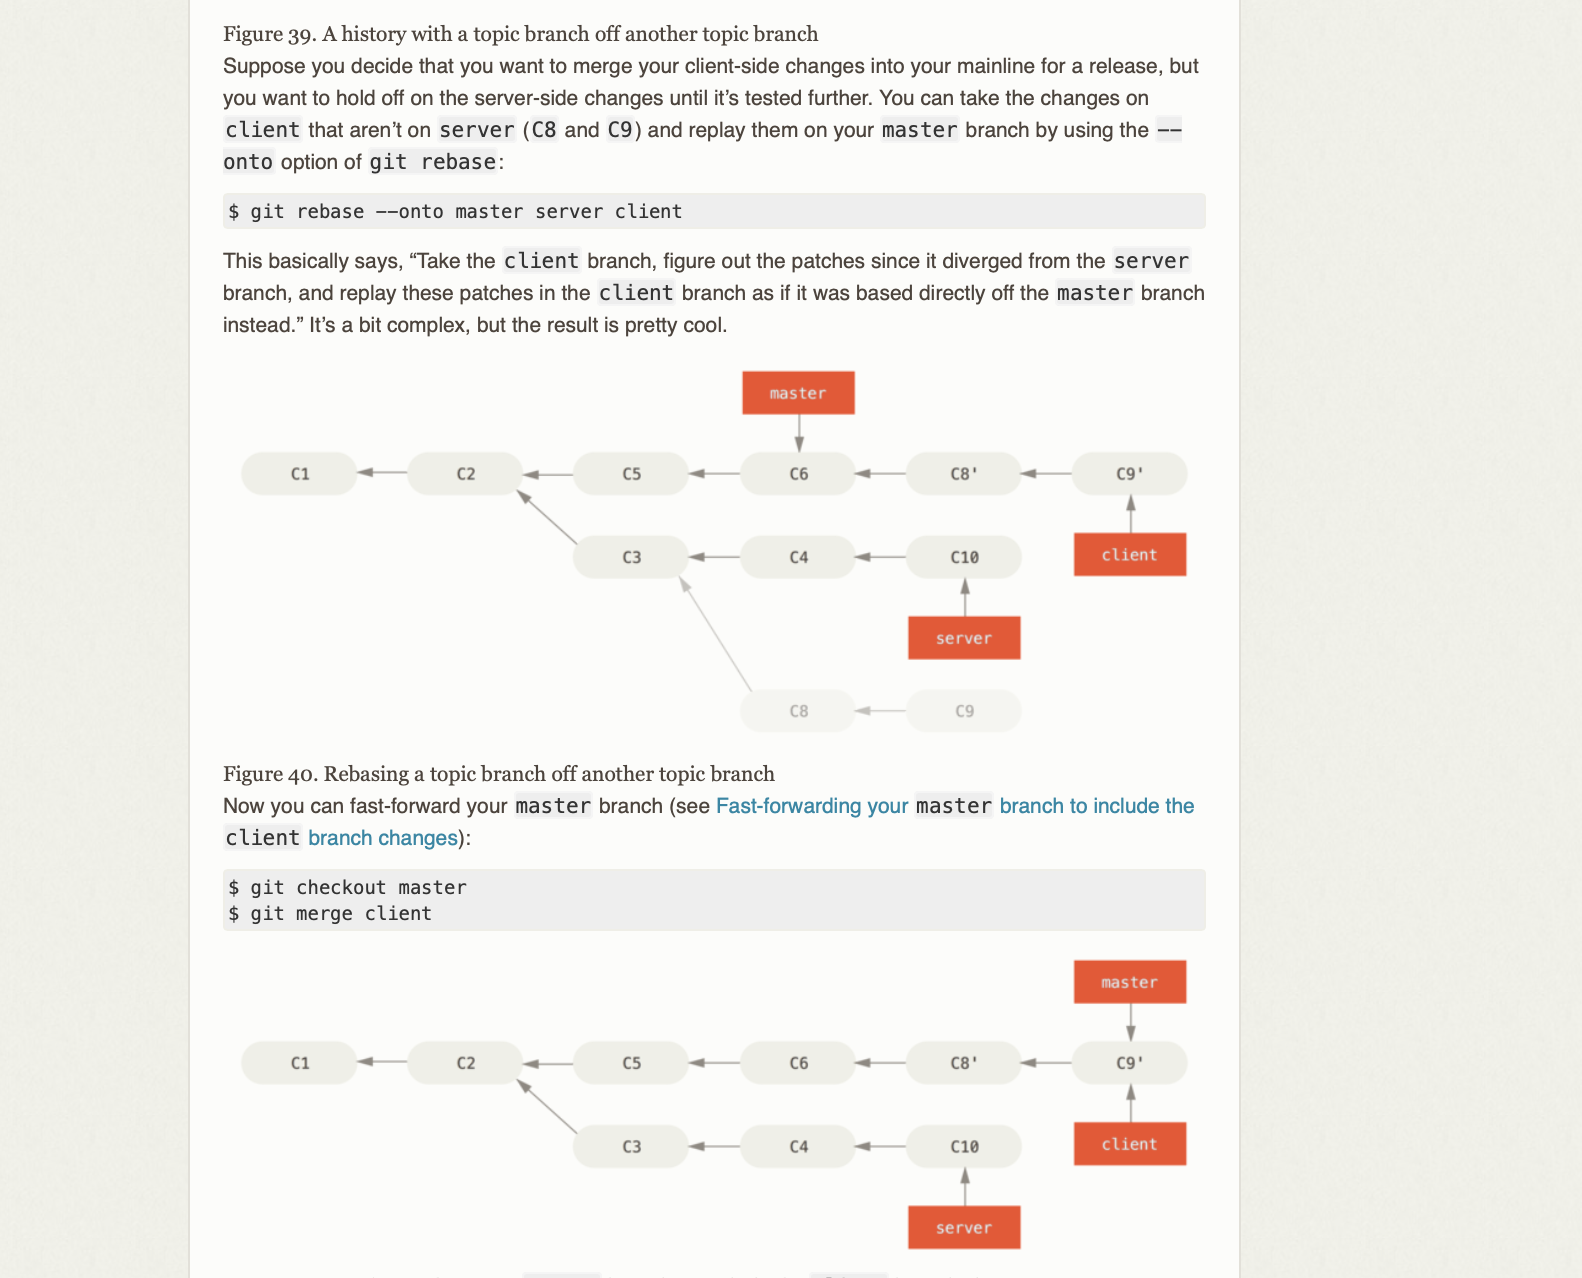 Figure 39. A history with a topic branch off another topic branch
Suppose you decide that you want to merge your client-side changes into your mainline for a release, but
you want to hold off on the server-side changes until it’s tested further. You can take the changes on
client that aren’t on server (C8 and C9) and replay them on your master branch by using the --
onto option of git rebase:
$ git rebase --onto master server client
This basically says, “Take the client branch, figure out the patches since it diverged from the server
branch, and replay these patches in the client branch as if it was based directly off the master branch
instead.” It’s a bit complex, but the result is pretty cool.
master
C1 C2 C5 C6 C8' C9'
C3 C4 C10 client
server
C8 C9
Figure 40. Rebasing a topic branch off another topic branch
Now you can fast-forward your master branch (see Fast-forwarding your master branch to include the
client branch changes):
$ git checkout master
$ git merge client
master
C1 C2 C5 C6 C8' C9'
C3 C4 C10 client
server